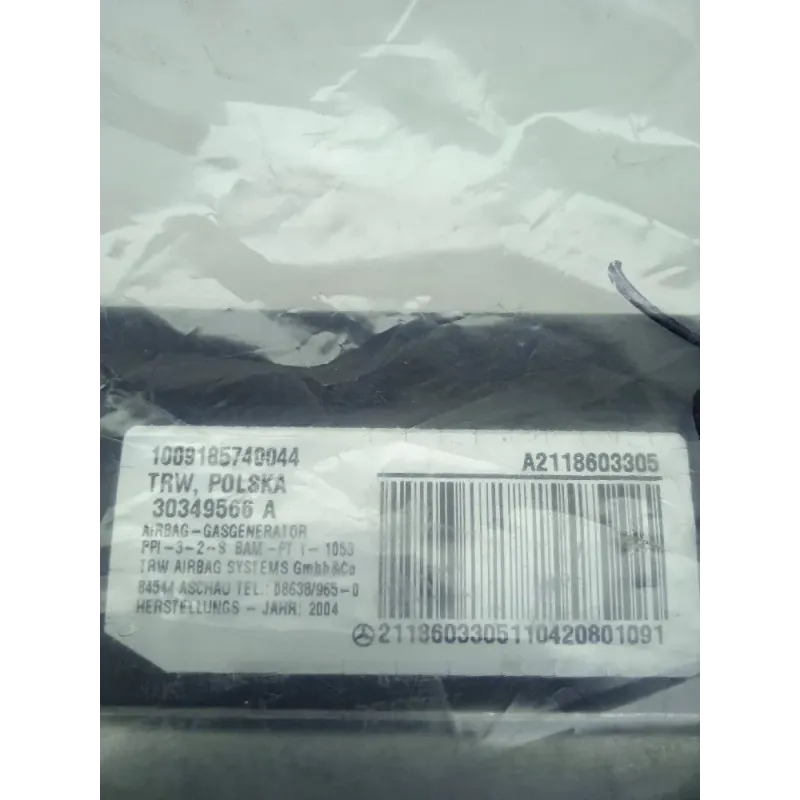 1009185740044
TRW, POLSKA
30349566 A
AIRBAG-GASGENERATOR
PPI-3-2-S BAM-PT 1- 1053
TRW AIRBAG SYSTEMS GmbH&Co
84544 ASCHAU TEL.: 08638/965-0
HERSTELLUNGS - JAHR: 2004
A2118603305
2118603305110420801091